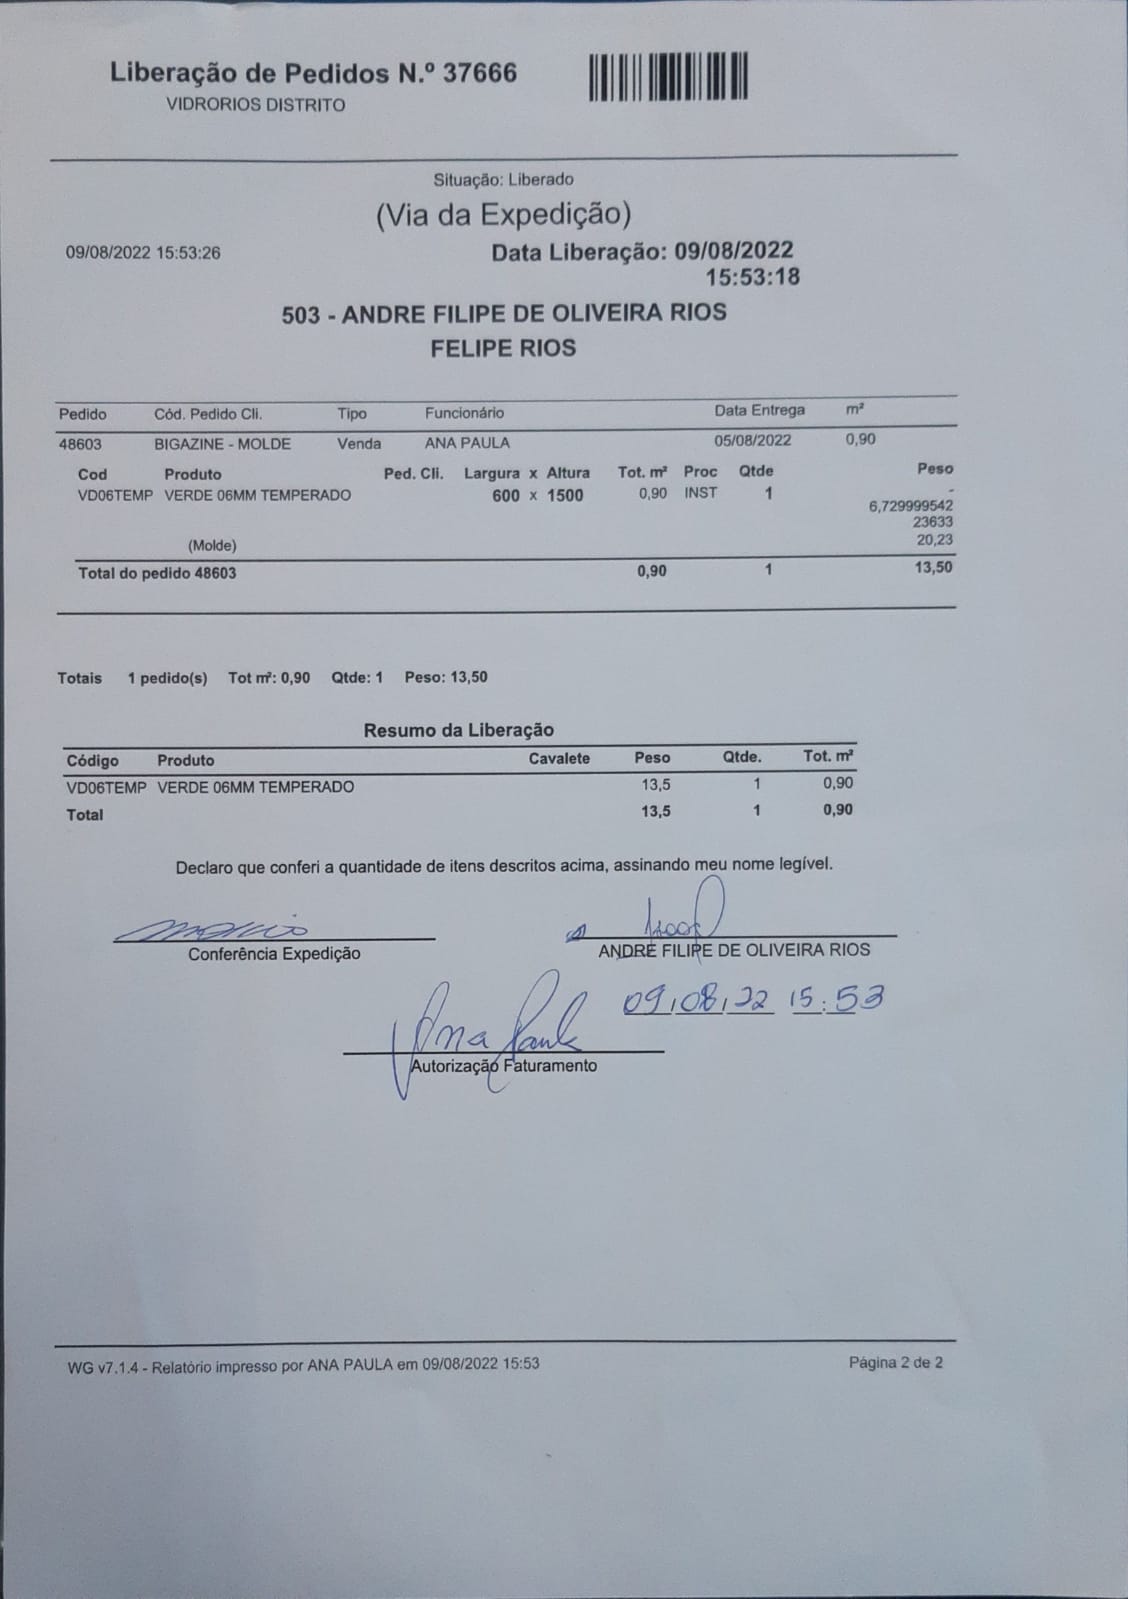 Liberação de Pedidos N.º 37666
VIDRORIOS DISTRITO
Situação: Liberado
(Via da Expedição)
09/08/2022 15:53:26
Data Liberação: 09/08/2022
15:53:18
503 - ANDRE FILIPE DE OLIVEIRA RIOS
FELIPE RIOS
Pedido Cód. Pedido Cli. Tipo Funcionário Data Entrega m²
48603 BIGAZINE - MOLDE Venda ANA PAULA 05/08/2022 0,90
Cod Produto Ped. Cli. Largura x Altura Tot. m² Proc Qtde Peso
VD06TEMP VERDE 06MM TEMPERADO 600 x 1500 0,90 INST 1 -
6,729999542
23633
(Molde) 20,23
Total do pedido 48603 0,90 1 13,50
Totais 1 pedido(s) Tot m²: 0,90 Qtde: 1 Peso: 13,50
Resumo da Liberação
Código Produto Cavalete Peso Qtde. Tot. m²
VD06TEMP VERDE 06MM TEMPERADO 13,5 1 0,90
Total 13,5 1 0,90
Declaro que conferi a quantidade de itens descritos acima, assinando meu nome legível.
Conferência Expedição
ANDRE FILIPE DE OLIVEIRA RIOS
09/08/22 15:53
Ana Paula
Autorização Faturamento
WG v7.1.4 - Relatório impresso por ANA PAULA em 09/08/2022 15:53
Página 2 de 2